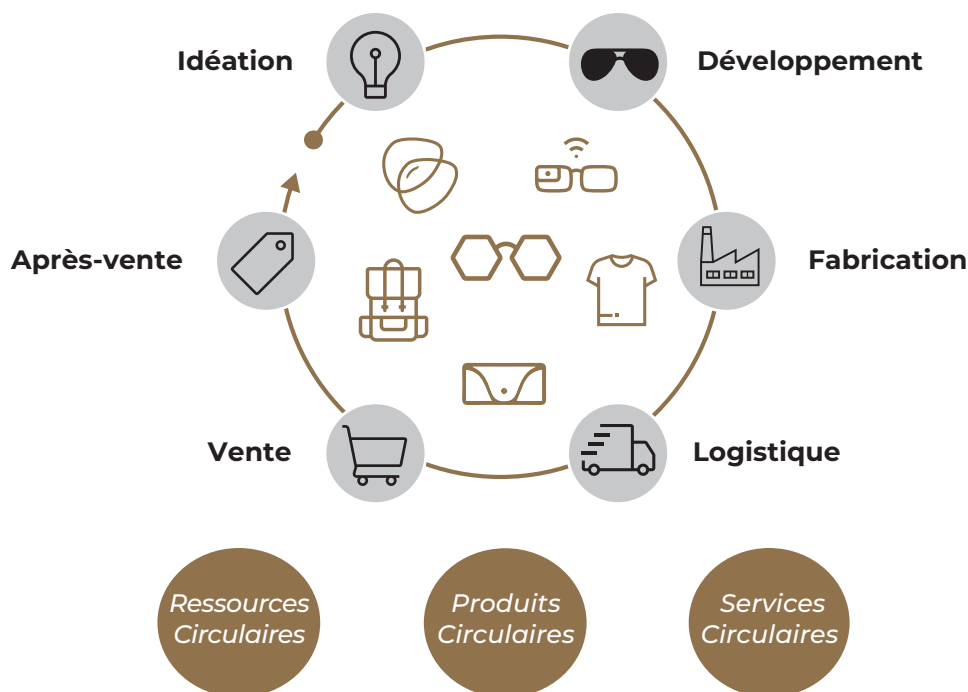 Idéation
Développement
Après-vente
Fabrication
Vente
Logistique
Ressources
Circulaires
Produits
Circulaires
Services
Circulaires